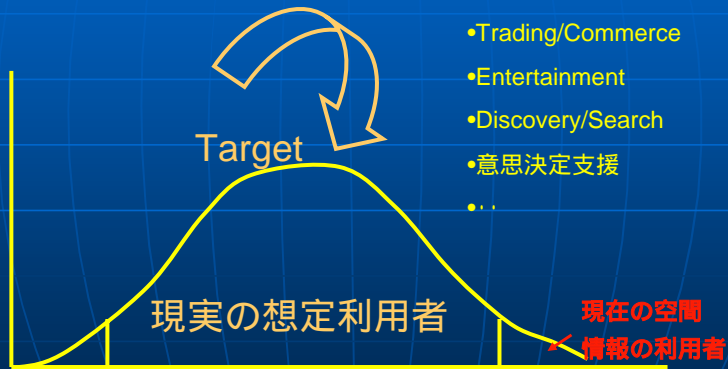 •Trading/Commerce
•Entertainment
•Discovery/Search
•意思決定支援
•··
Target
現実の想定利用者
現在の空間
情報の利用者